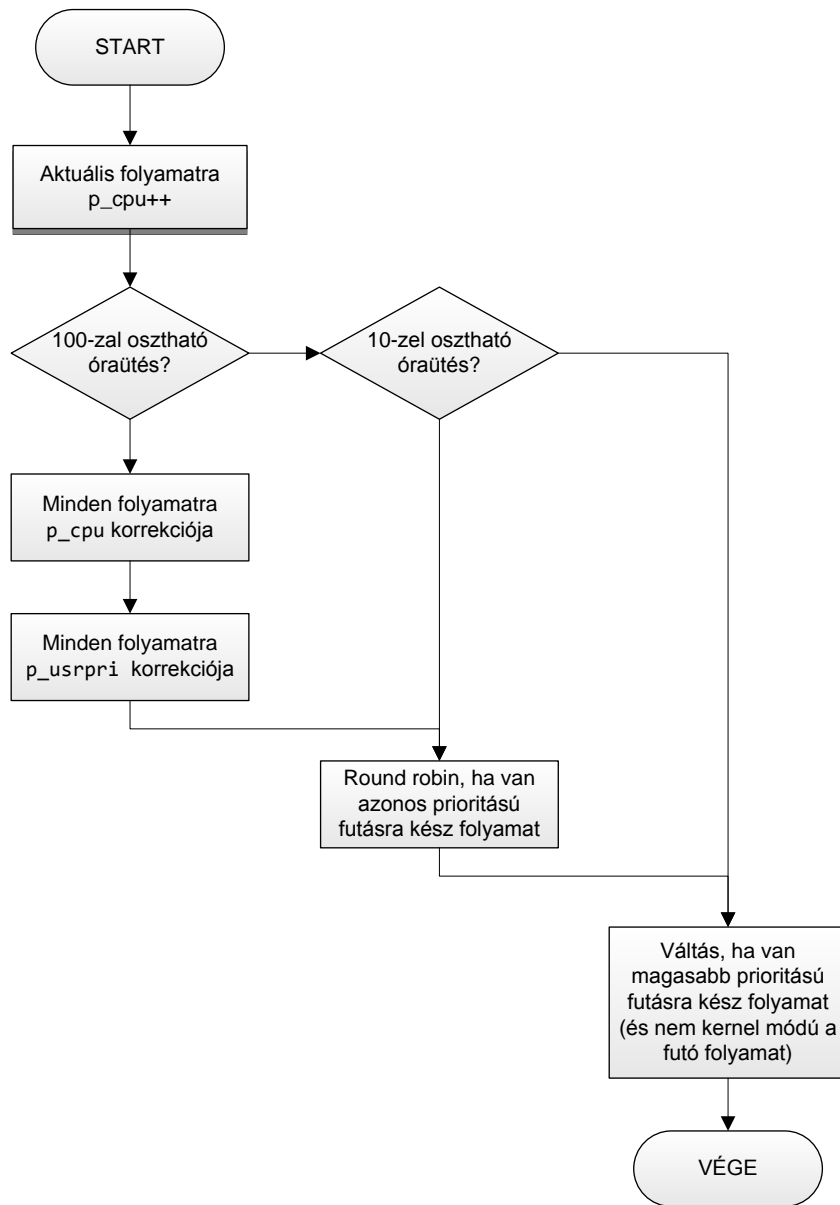 START
Aktuális folyamatra
p_cpu++
100-zal osztható
óraütés?
10-zel osztható
óraütés?
Minden folyamatra
p_cpu korrekciója
Minden folyamatra
p_usrpri korrekciója
Round robin, ha van
azonos prioritású
futásra kész folyamat
Váltás, ha van
magasabb prioritású
futásra kész folyamat
(és nem kernel módú a
futó folyamat)
VÉGE